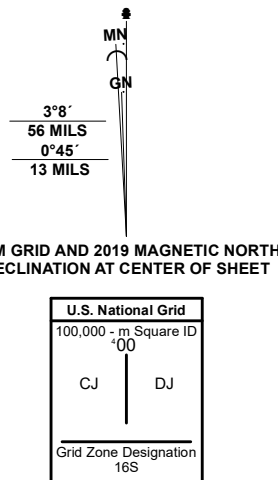 MN
GN
3°8´
56 MILS
0°45´
13 MILS
M GRID AND 2019 MAGNETIC NORTH
ECLINATION AT CENTER OF SHEET
U.S. National Grid
100,000 - m Square ID
⁴00
CJ DJ
Grid Zone Designation
16S